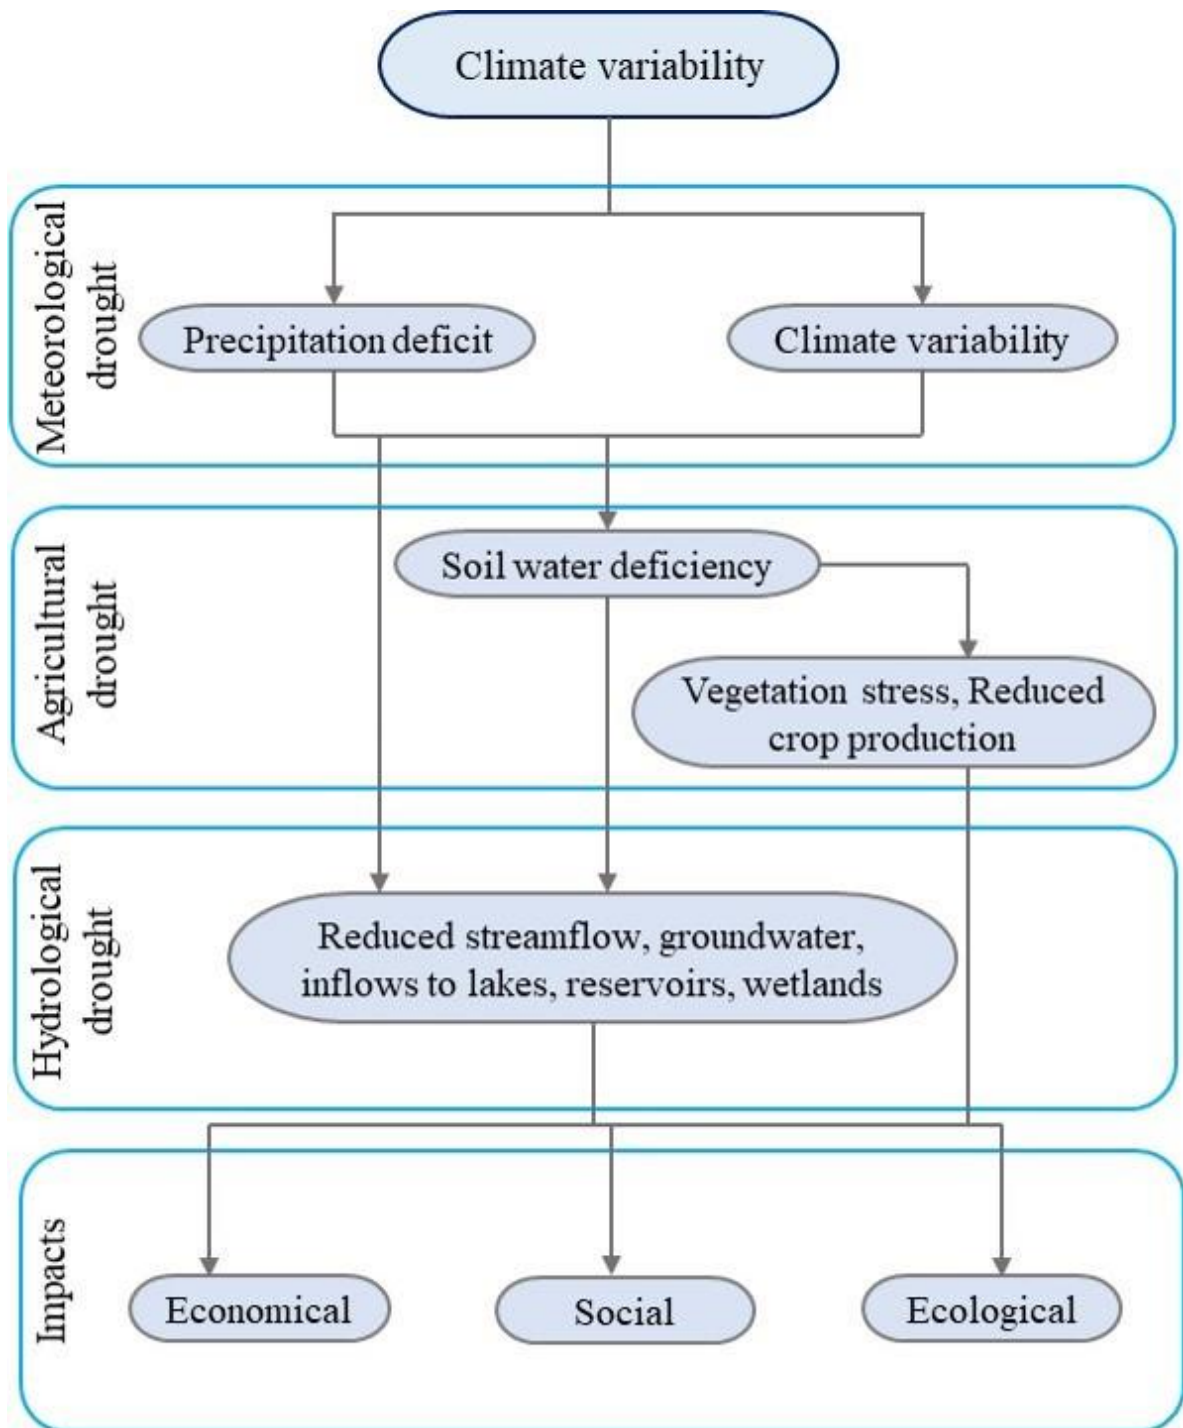 Climate variability
Meteorological
drought
Precipitation deficit
Climate variability
Agricultural
drought
Soil water deficiency
Vegetation stress, Reduced
crop production
Hydrological
drought
Reduced streamflow, groundwater,
inflows to lakes, reservoirs, wetlands
Impacts
Economical
Social
Ecological